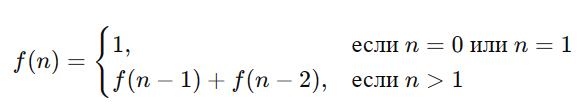 f(n) = { 1, если n = 0 или n = 1
f(n − 1) + f(n − 2), если n > 1